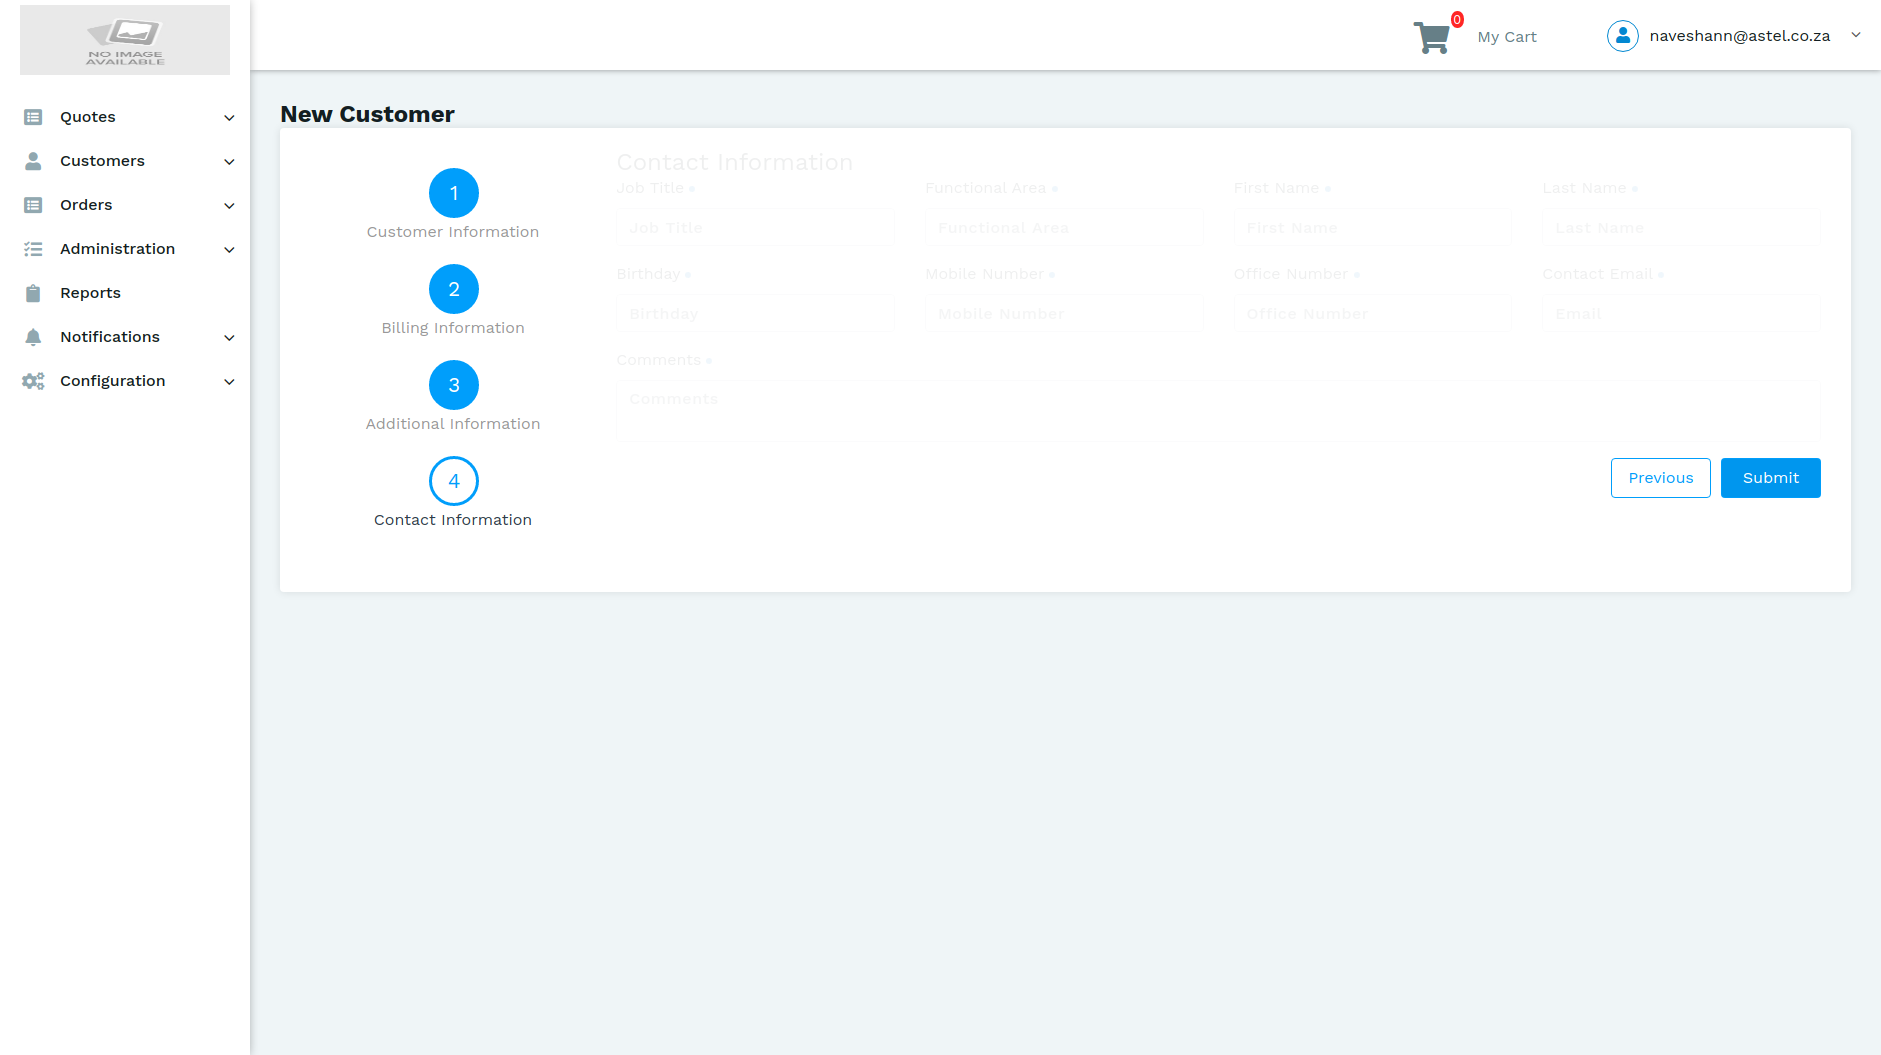 NO IMAGE
AVAILABLE
0
My Cart
naveshann@astel.co.za
Quotes
Customers
Orders
Administration
Reports
Notifications
Configuration
New Customer
1
Customer Information
2
Billing Information
3
Additional Information
4
Contact Information
Contact Information
Job Title Functional Area First Name Last Name
Job Title Functional Area First Name Last Name
Birthday Mobile Number Office Number Contact Email
Birthday Mobile Number Office Number Email
Comments
Comments
Previous Submit